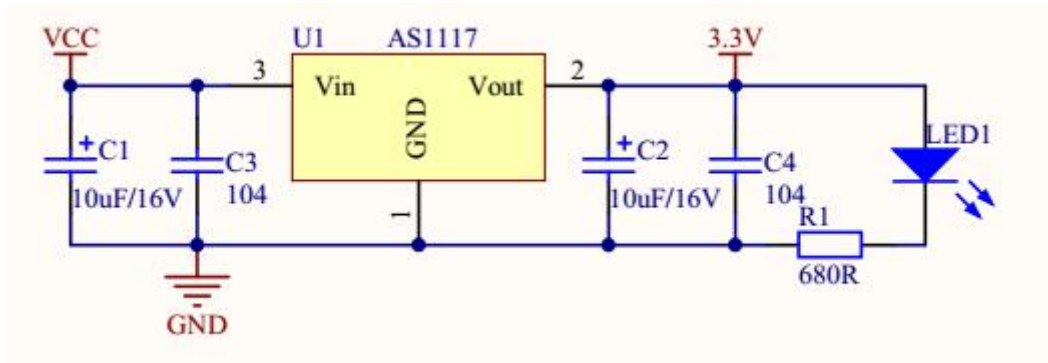 VCC
U1 AS1117
3.3V
3
Vin
Vout
2
GND
+
C1
10uF/16V
C3
104
+
C2
10uF/16V
C4
104
LED1
1
R1
680R
GND